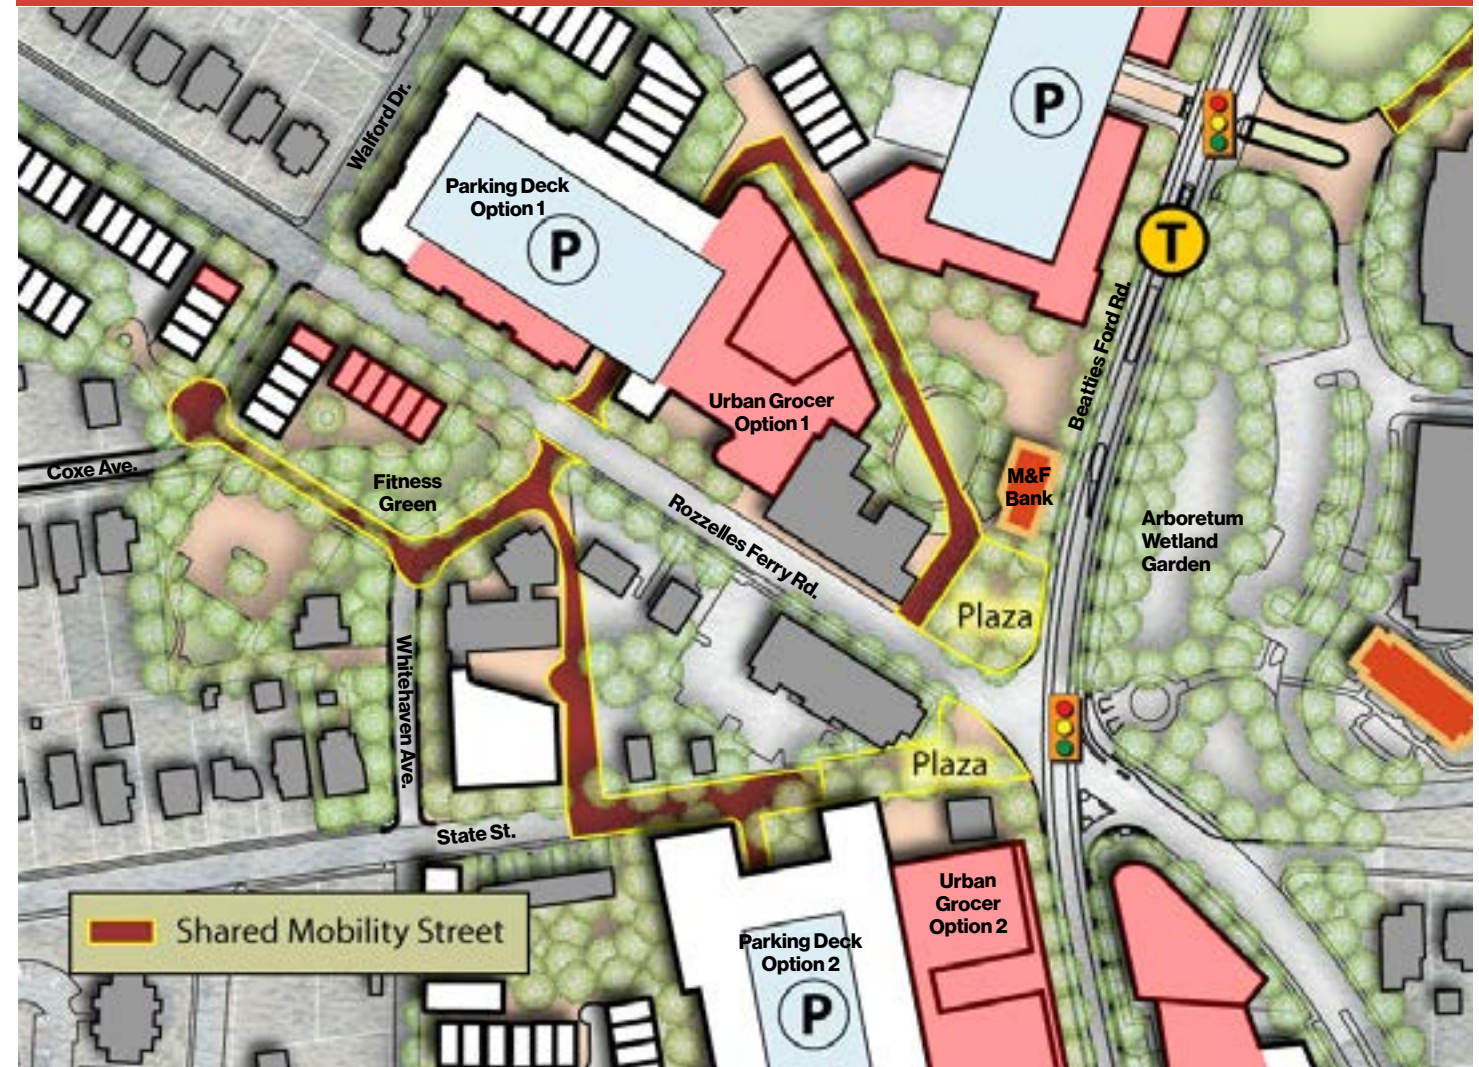 P
Walford Dr.
Parking Deck
Option 1
P
T
Beatties Ford Rd.
Urban Grocer
Option 1
Coxe Ave.
Fitness
Green
M&F
Bank
Rozzelles Ferry Rd.
Arboretum
Wetland
Garden
Plaza
Whitehaven Ave.
Plaza
State St.
Urban
Grocer
Option 2
Shared Mobility Street
Parking Deck
Option 2
P